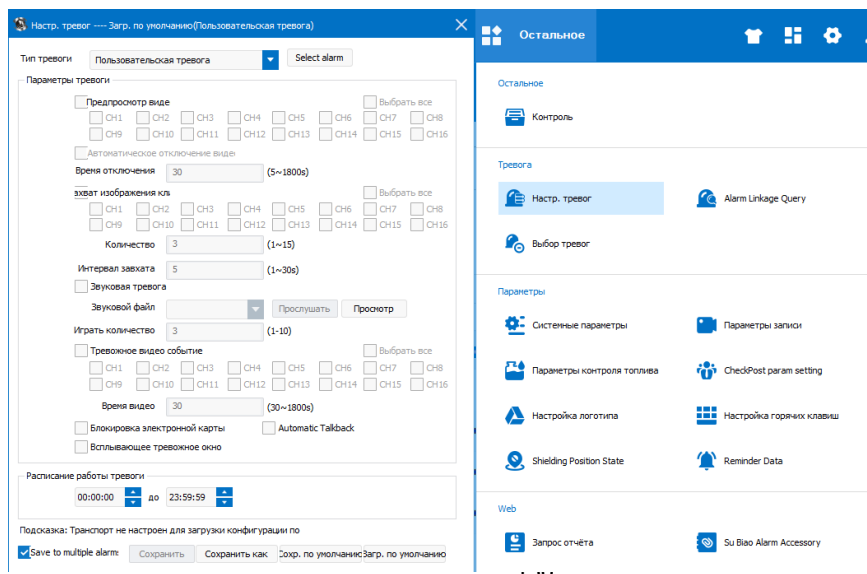 Настр. тревог ---- Загр. по умолчанию(Пользовательская тревога)
Тип тревоги Пользовательская тревога Select alarm
Параметры тревоги
Предпросмотр виде Выбрать все
CH1 CH2 CH3 CH4 CH5 CH6 CH7 CH8
CH9 CH10 CH11 CH12 CH13 CH14 CH15 CH16
Автоматическое отключение виде
Время отключения 30 (5~1800s)
ахват изображения кли Выбрать все
CH1 CH2 CH3 CH4 CH5 CH6 CH7 CH8
CH9 CH10 CH11 CH12 CH13 CH14 CH15 CH16
Количество 3 (1~15)
Интервал завхата 5 (1~30s)
Звуковая тревога
Звуковой файл Прослушать Просмотр
Играть количество 3 (1-10)
Тревожное видео событие Выбрать все
CH1 CH2 CH3 CH4 CH5 CH6 CH7 CH8
CH9 CH10 CH11 CH12 CH13 CH14 CH15 CH16
Время видео 30 (30~1800s)
Блокировка электронной карты Automatic Talkback
Всплывающее тревожное окно
Расписание работы тревоги
00:00:00 до 23:59:59
Подсказка: Транспорт не настроен для загрузки конфигурации по
Save to multiple alarm: Сохранить Сохранить как Сохр. по умолчанию Загр. по умолчанию
Остальное
Остальное
Контроль
Тревога
Настр. тревог Alarm Linkage Query
Выбор тревог
Параметры
Системные параметры Параметры записи
Параметры контроля топлива CheckPost param setting
Настройка логотипа Настройка горячих клавиш
Shielding Position State Reminder Data
Web
Запрос отчёта Su Biao Alarm Accessory